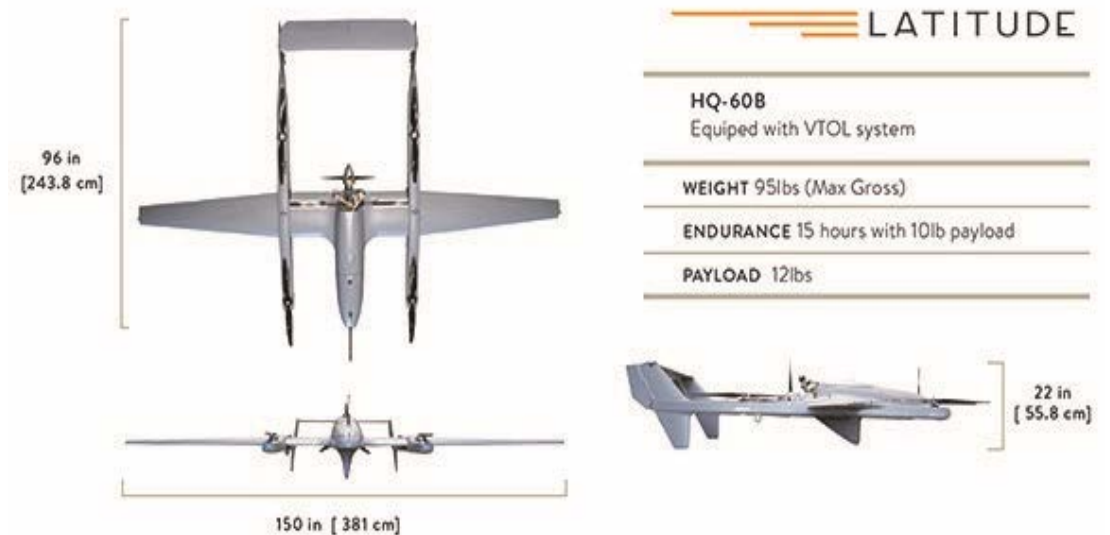 LATITUDE
HQ-60B
Equiped with VTOL system
WEIGHT 95lbs (Max Gross)
ENDURANCE 15 hours with 10lb payload
PAYLOAD 12lbs
96 in
[243.8 cm]
22 in
[ 55.8 cm]
150 in [ 381 cm]